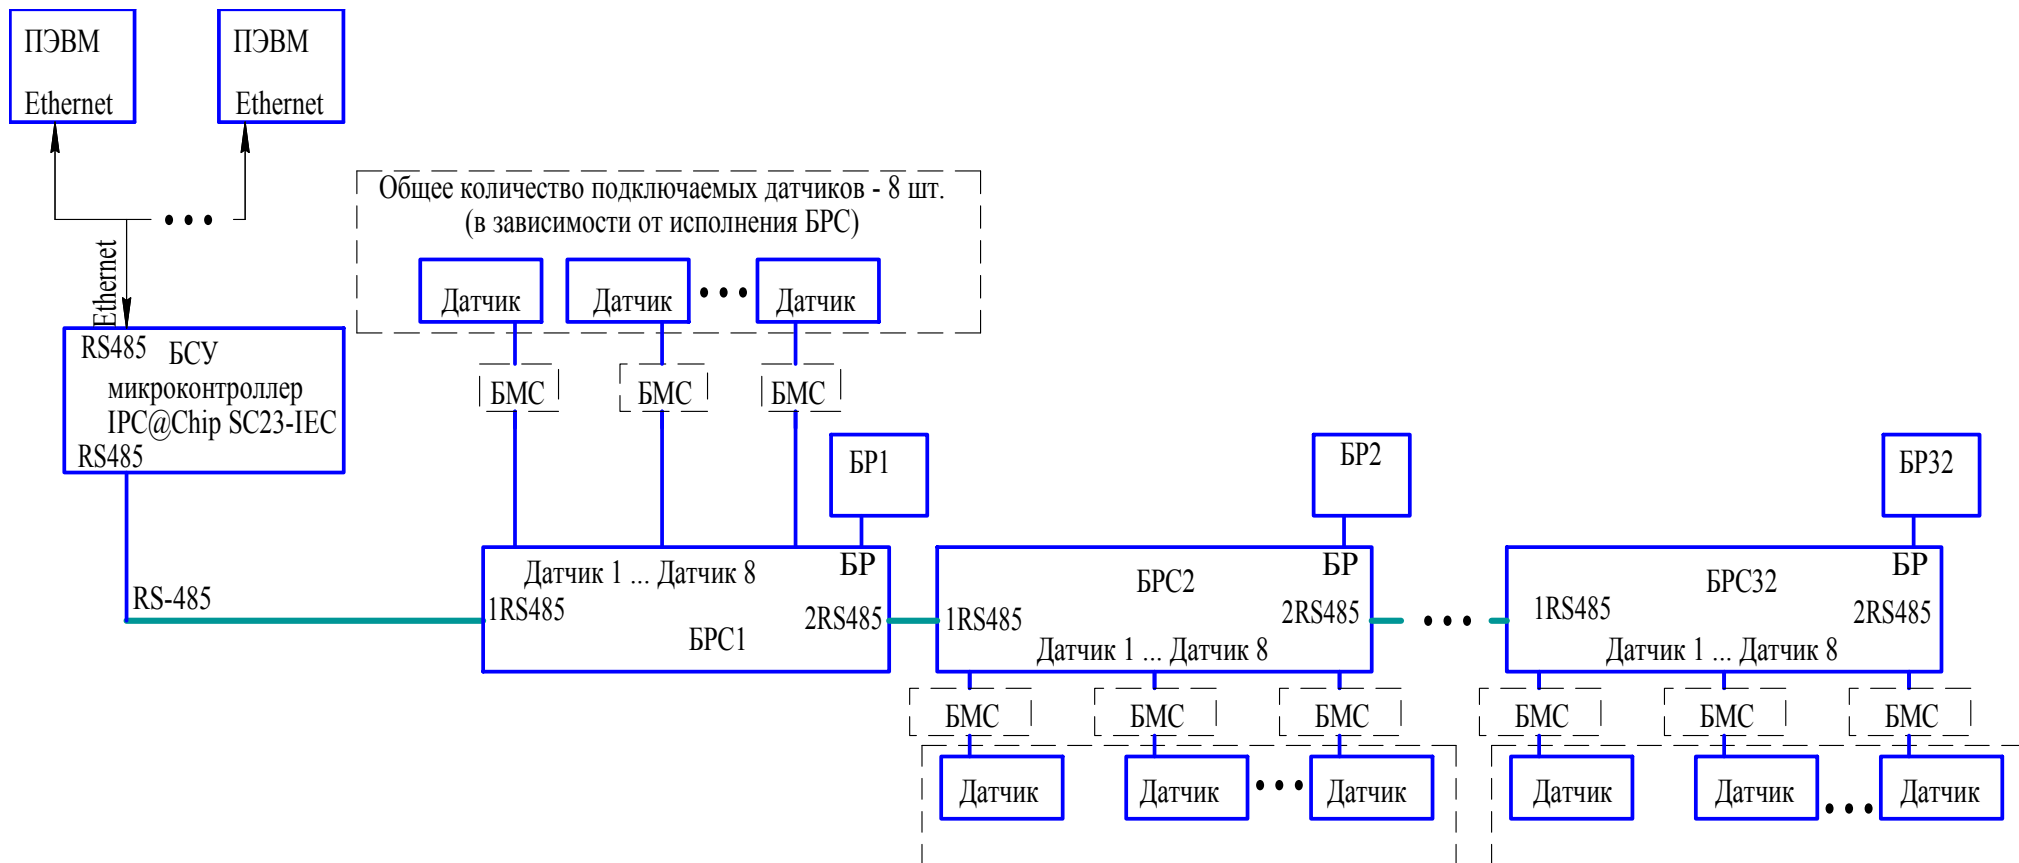 ПЭВМ
Ethernet
ПЭВМ
Ethernet
Ethernet
Общее количество подключаемых датчиков - 8 шт.
(в зависимости от исполнения БРС)
Датчик
Датчик
Датчик
БМС
БМС
БМС
RS485
БСУ
микроконтроллер
IPC@Chip SC23-IEC
RS485
RS-485
БР1
БР2
БР32
Датчик 1 ... Датчик 8
БР
1RS485
2RS485
БРС1
БРС2
БР
1RS485
2RS485
Датчик 1 ... Датчик 8
БРС32
БР
1RS485
2RS485
Датчик 1 ... Датчик 8
БМС
БМС
БМС
БМС
БМС
БМС
Датчик
Датчик
Датчик
Датчик
Датчик
Датчик